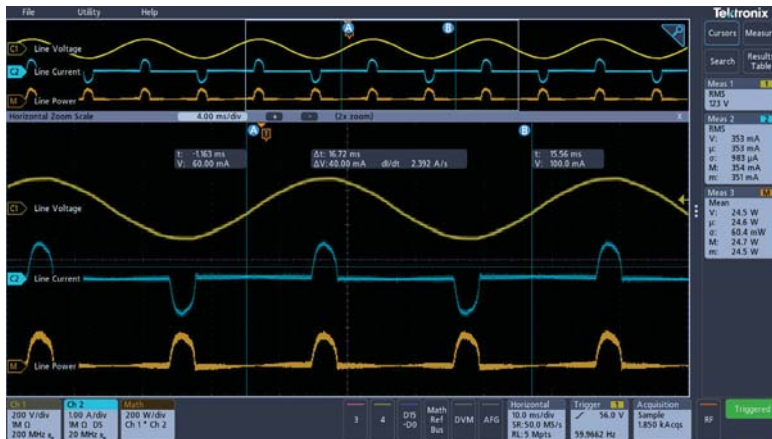 File Utility Help
Tektronix
C1 Line Voltage
C2 Line Current
M Line Power
A
B
Cursors Measure
Search Results Table
Horizontal Zoom Scale 4.00 ms/div (2x zoom) X
A T B
t: -1.163 ms
V: 60.00 mA
Δt: 16.72 ms
ΔV: 40.00 mA dI/dt 2.392 A/s
t: 15.56 ms
V: 100.0 mA
C1 Line Voltage
C2 Line Current
M Line Power
Meas 1 1
RMS
123 V
Meas 2 2
RMS
V: 353 mA
μ: 353 mA
σ: 983 μA
M: 354 mA
m: 351 mA
Meas 3 M
Mean
V: 24.5 W
μ: 24.6 W
σ: 60.4 mW
M: 24.7 W
m: 24.5 W
Ch 1
200 V/div
1M Ω
200 MHz
Ch 2
1.00 A/div
1M Ω DS
20 MHz
Math
200 W/div
Ch 1 * Ch 2
3
4
D15
-D0
Math
Ref
Bus
DVM
AFG
Horizontal
10.0 ms/div
SR: 50.0 MS/s
RL: 5 Mpts
Trigger 1
56.0 V
59.9662 Hz
Acquisition
Sample
1.850 kAcqs
RF
Triggered